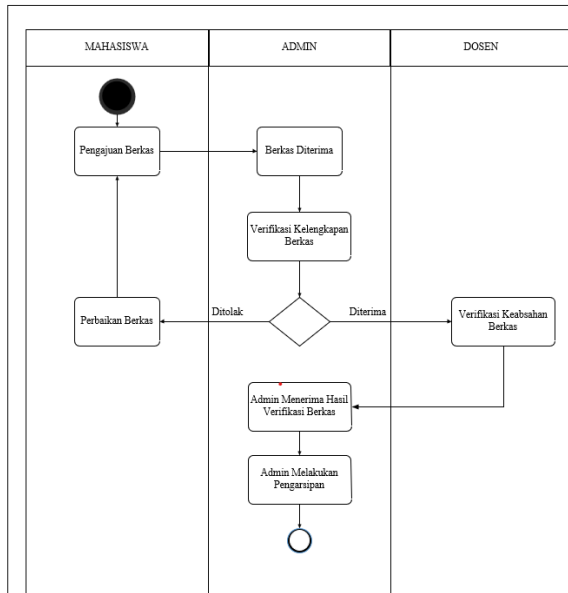 MAHASISWA
ADMIN
DOSEN
Pengajuan Berkas
Berkas Diterima
Verifikasi Kelengkapan
Berkas
Perbaikan Berkas
Ditolak
Diterima
Verifikasi Keabsahan
Berkas
Admin Menerima Hasil
Verifikasi Berkas
Admin Melakukan
Pengarsipan